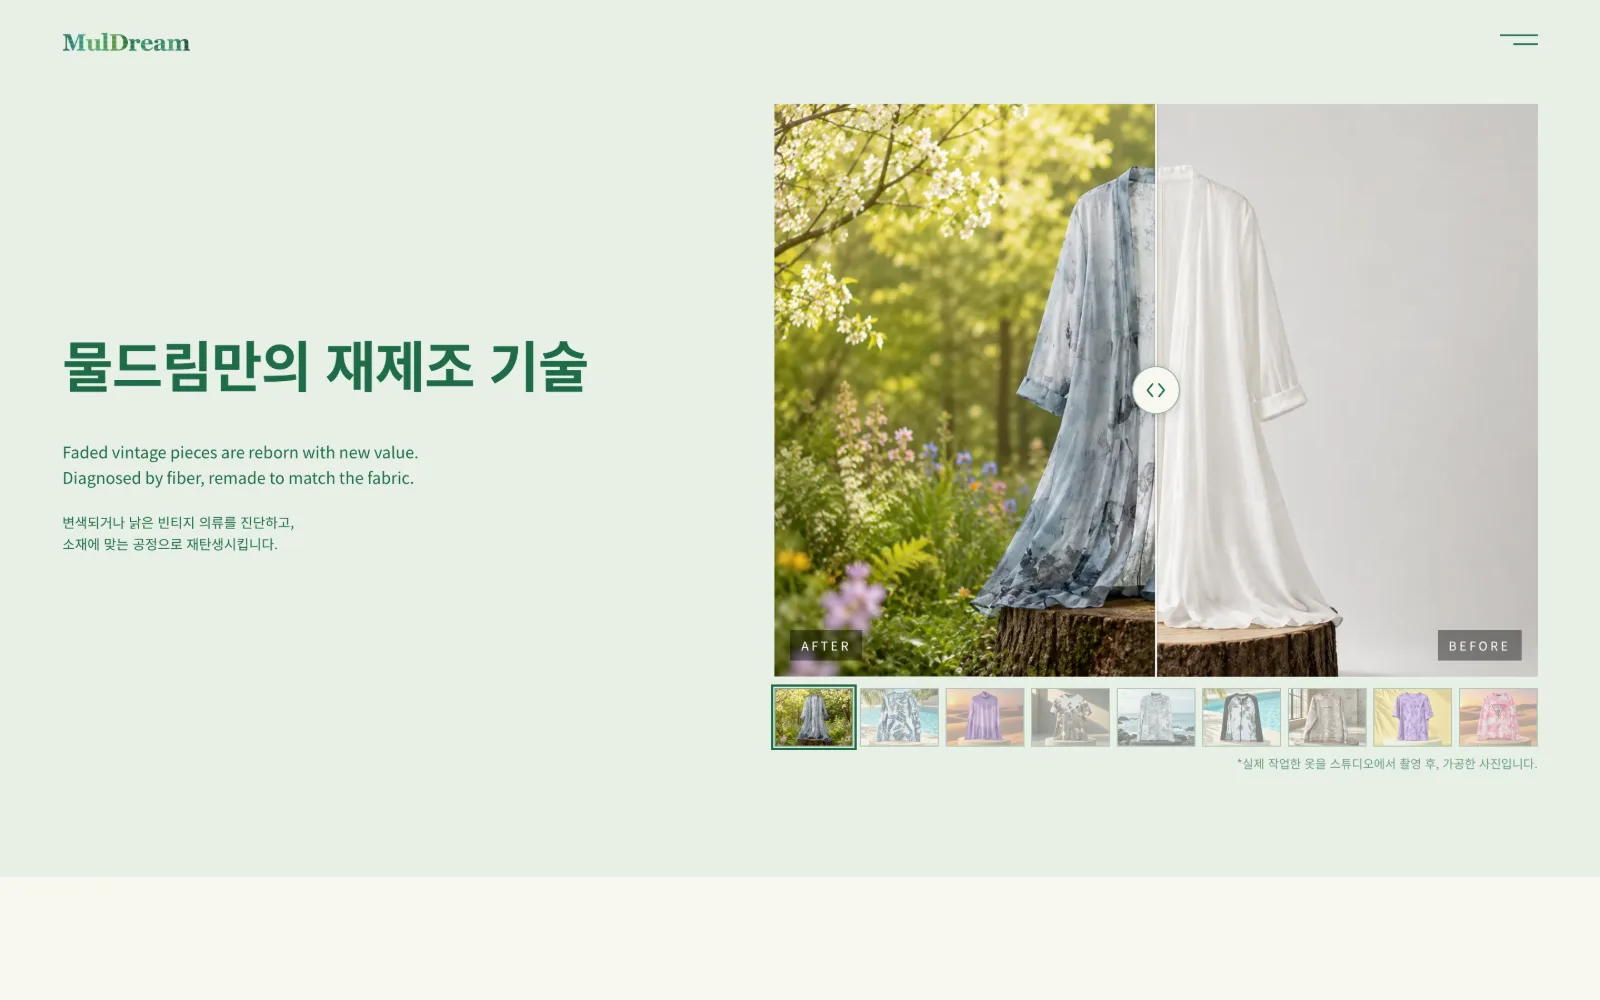 MulDream
물드림만의 재제조 기술
Faded vintage pieces are reborn with new value.
Diagnosed by fiber, remade to match the fabric.
변색되거나 낡은 빈티지 의류를 진단하고,
소재에 맞는 공정으로 재탄생시킵니다.
AFTER
BEFORE
*실제 작업한 옷을 스튜디오에서 촬영 후, 가공한 사진입니다.